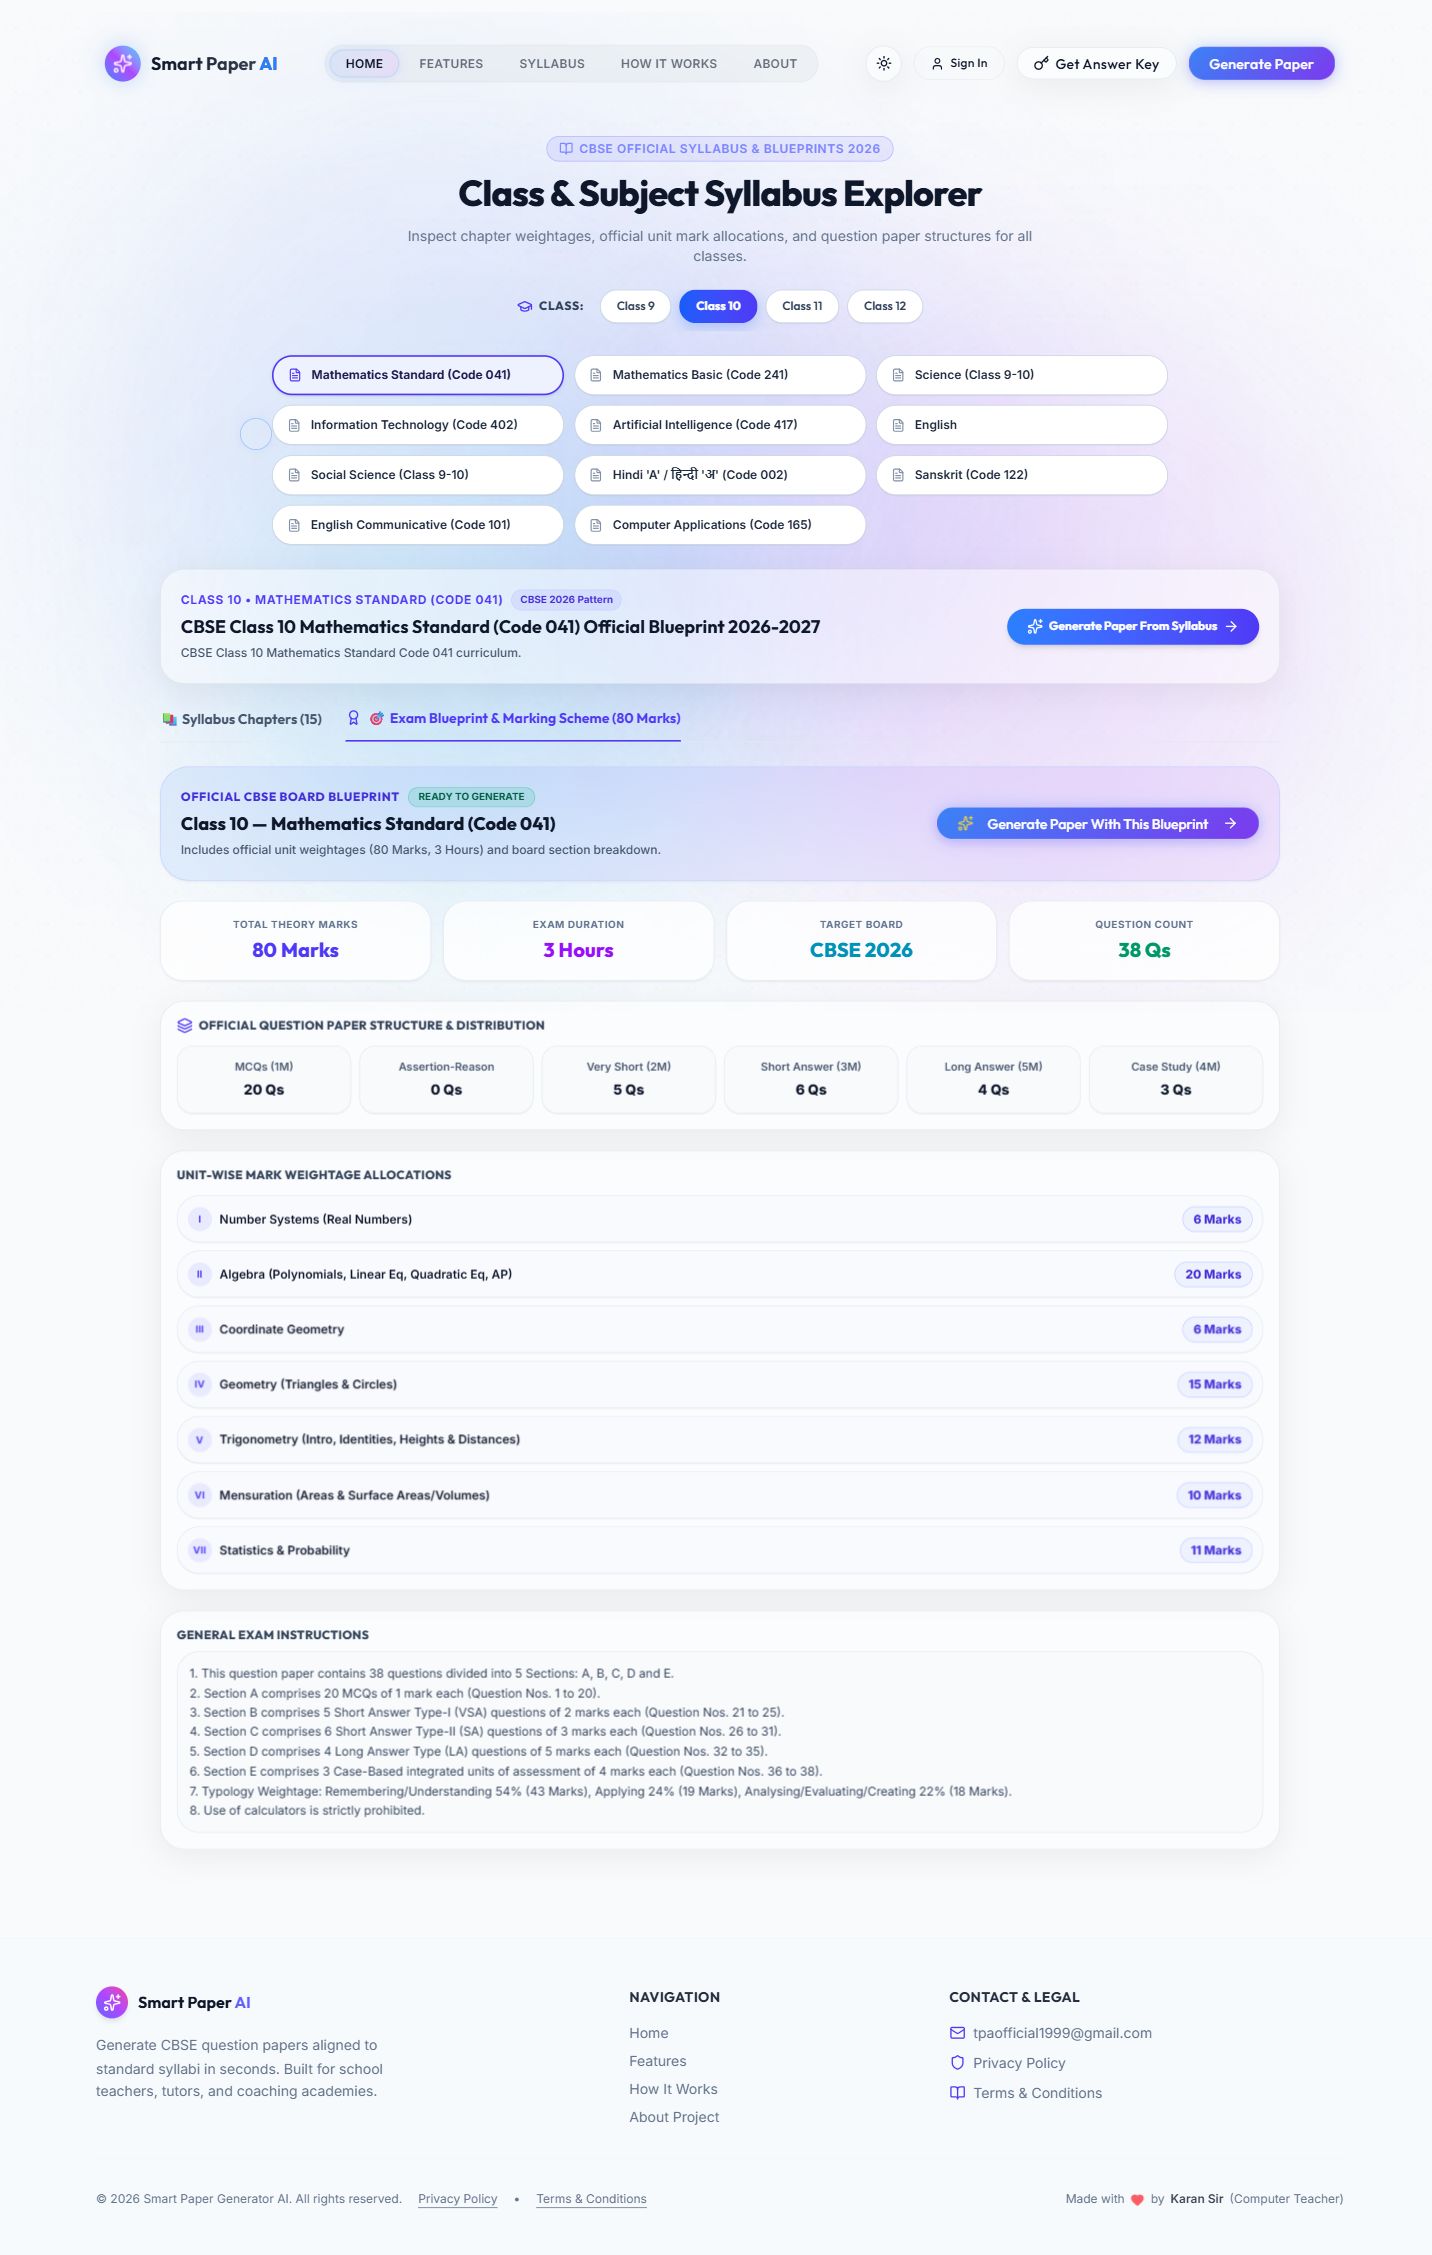 Smart Paper AI
HOME
FEATURES
SYLLABUS
HOW IT WORKS
ABOUT
Sign In
Get Answer Key
Generate Paper
CBSE OFFICIAL SYLLABUS & BLUEPRINTS 2026
Class & Subject Syllabus Explorer
Inspect chapter weightages, official unit mark allocations, and question paper structures for all
classes.
CLASS:
Class 9
Class 10
Class 11
Class 12
Mathematics Standard (Code 041)
Mathematics Basic (Code 241)
Science (Class 9-10)
Information Technology (Code 402)
Artificial Intelligence (Code 417)
English
Social Science (Class 9-10)
Hindi 'A' / हिन्दी 'अ' (Code 002)
Sanskrit (Code 122)
English Communicative (Code 101)
Computer Applications (Code 165)
CLASS 10 • MATHEMATICS STANDARD (CODE 041)
CBSE 2026 Pattern
CBSE Class 10 Mathematics Standard (Code 041) Official Blueprint 2026-2027
CBSE Class 10 Mathematics Standard Code 041 curriculum.
Generate Paper From Syllabus
Syllabus Chapters (15)
Exam Blueprint & Marking Scheme (80 Marks)
OFFICIAL CBSE BOARD BLUEPRINT
READY TO GENERATE
Class 10 — Mathematics Standard (Code 041)
Includes official unit weightages (80 Marks, 3 Hours) and board section breakdown.
Generate Paper With This Blueprint
TOTAL THEORY MARKS
80 Marks
EXAM DURATION
3 Hours
TARGET BOARD
CBSE 2026
QUESTION COUNT
38 Qs
OFFICIAL QUESTION PAPER STRUCTURE & DISTRIBUTION
MCQs (1M)
20 Qs
Assertion-Reason
0 Qs
Very Short (2M)
5 Qs
Short Answer (3M)
6 Qs
Long Answer (5M)
4 Qs
Case Study (4M)
3 Qs
UNIT-WISE MARK WEIGHTAGE ALLOCATIONS
I Number Systems (Real Numbers) 6 Marks
II Algebra (Polynomials, Linear Eq, Quadratic Eq, AP) 20 Marks
III Coordinate Geometry 6 Marks
IV Geometry (Triangles & Circles) 15 Marks
V Trigonometry (Intro, Identities, Heights & Distances) 12 Marks
VI Mensuration (Areas & Surface Areas/Volumes) 10 Marks
VII Statistics & Probability 11 Marks
GENERAL EXAM INSTRUCTIONS
1. This question paper contains 38 questions divided into 5 Sections: A, B, C, D and E.
2. Section A comprises 20 MCQs of 1 mark each (Question Nos. 1 to 20).
3. Section B comprises 5 Short Answer Type-I (VSA) questions of 2 marks each (Question Nos. 21 to 25).
4. Section C comprises 6 Short Answer Type-II (SA) questions of 3 marks each (Question Nos. 26 to 31).
5. Section D comprises 4 Long Answer Type (LA) questions of 5 marks each (Question Nos. 32 to 35).
6. Section E comprises 3 Case-Based integrated units of assessment of 4 marks each (Question Nos. 36 to 38).
7. Typology Weightage: Remembering/Understanding 54% (43 Marks), Applying 24% (19 Marks), Analysing/Evaluating/Creating 22% (18 Marks).
8. Use of calculators is strictly prohibited.
Smart Paper AI
Generate CBSE question papers aligned to
standard syllabi in seconds. Built for school
teachers, tutors, and coaching academies.
NAVIGATION
Home
Features
How It Works
About Project
CONTACT & LEGAL
tpaofficial1999@gmail.com
Privacy Policy
Terms & Conditions
© 2026 Smart Paper Generator AI. All rights reserved. Privacy Policy • Terms & Conditions
Made with ❤ by Karan Sir (Computer Teacher)